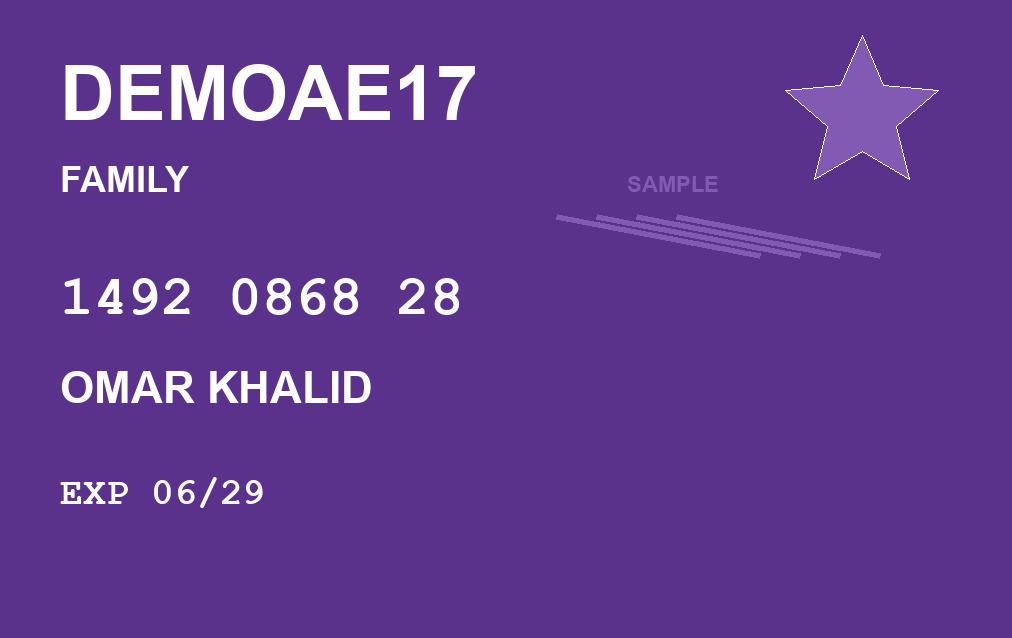 DEMOAE17
FAMILY
SAMPLE
1492 0868 28
OMAR KHALID
EXP 06/29